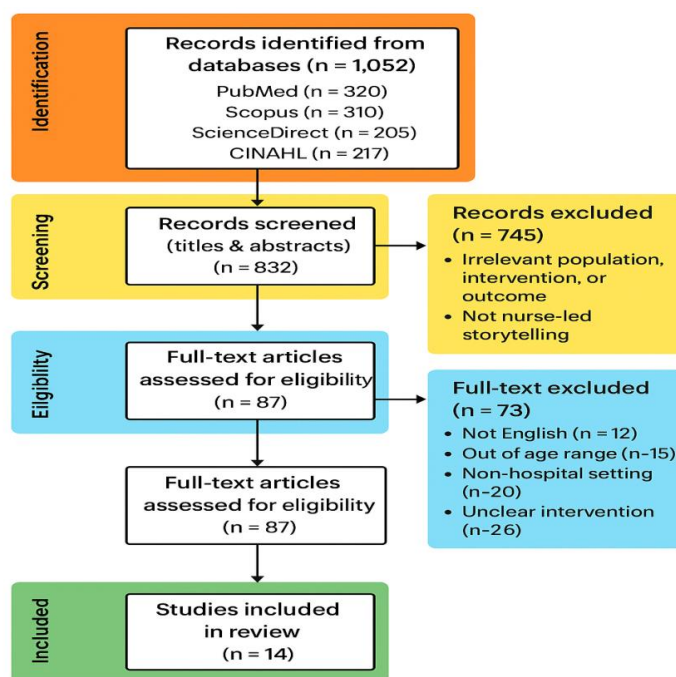 Identification
Records identified from
databases (n = 1,052)
PubMed (n = 320)
Scopus (n = 310)
ScienceDirect (n = 205)
CINAHL (n = 217)
Screening
Records screened
(titles & abstracts)
(n = 832)
Records excluded
(n = 745)
• Irrelevant population,
intervention, or
outcome
• Not nurse-led
storytelling
Eilgiblity
Full-text articles
assessed for eligibility
(n = 87)
Full-text excluded
(n = 73)
• Not English (n = 12)
• Out of age range (n-15)
• Non-hospital setting
(n-20)
• Unclear intervention
(n-26)
Full-text articles
assessed for eligibility
(n = 87)
Included
Studies included
in review
(n = 14)